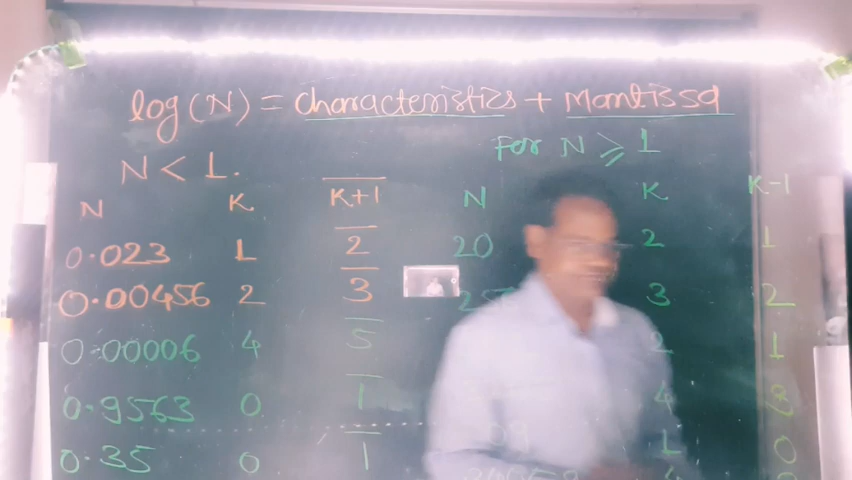 log(N) = characteristics + Mantissa
For N ⩾ 1
N < 1.
N K K+1 N K K-1
0.023 1 2̅ 20 2 1
0.00456 2 3̅ 3 2
0.00006 4 5̅ 2 1
0.9563 0 1̅ 4 3
0.35 0 1̅ 1 0